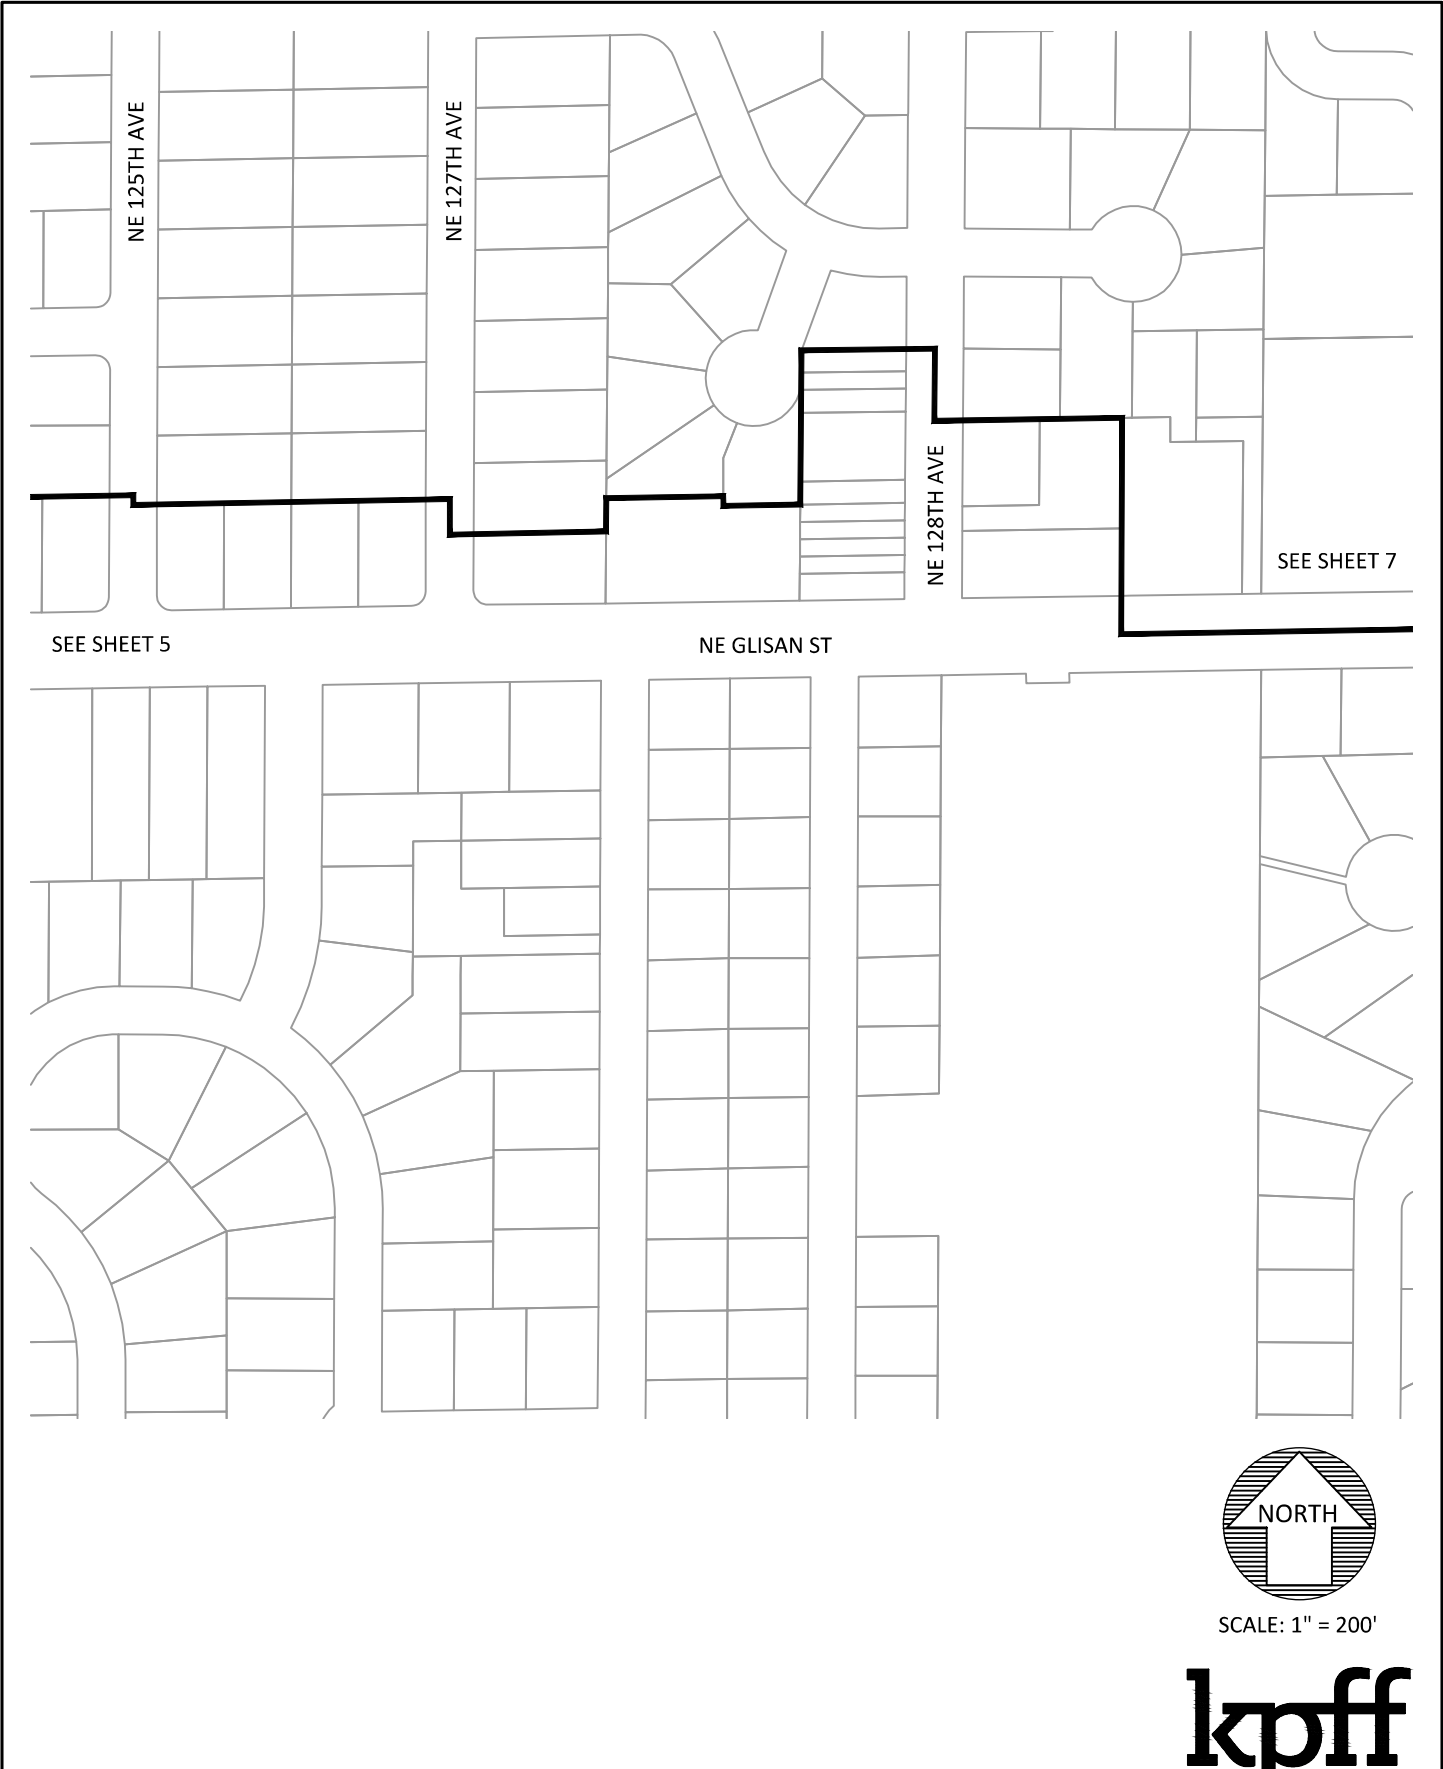 NE 125TH AVE
NE 127TH AVE
NE 128TH AVE
SEE SHEET 7
SEE SHEET 5
NE GLISAN ST
NORTH
SCALE: 1" = 200'
kpff